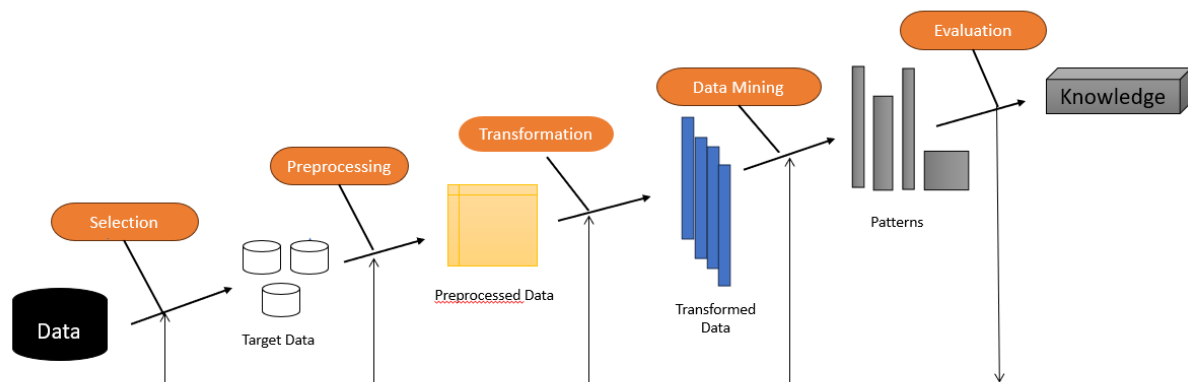 Evaluation
Data Mining
Knowledge
Transformation
Preprocessing
Patterns
Selection
Preprocessed Data
Transformed
Data
Data
Target Data